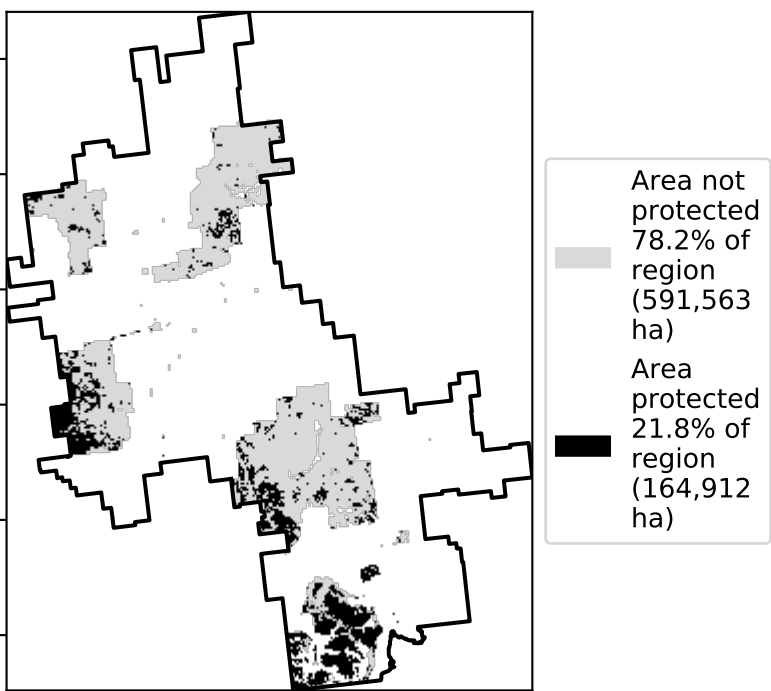 Area not
protected
78.2% of
region
(591,563
ha)
Area
protected
21.8% of
region
(164,912
ha)